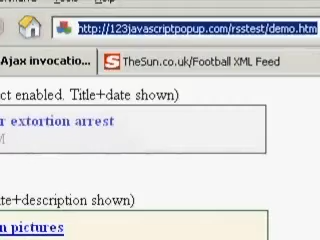 http://123javascriptpopup.com/rsstest/demo.htm
Ajax invocatio...
TheSun.co.uk/Football XML Feed
ct enabled. Title+date shown)
r extortion arrest
M
te+description shown)
n pictures